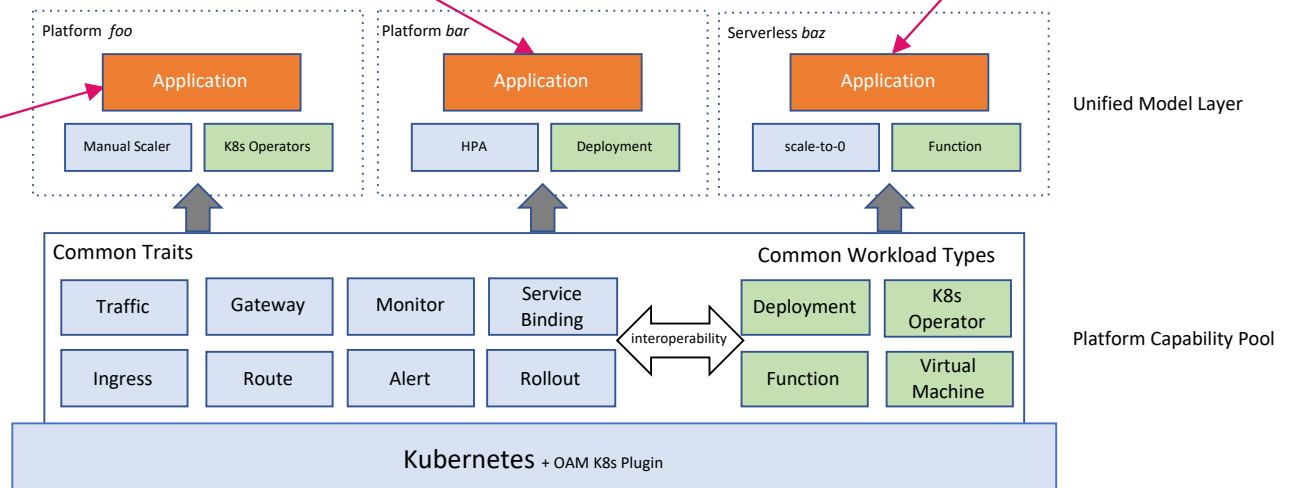 Platform foo
Platform bar
Serverless baz
Application
Application
Application
Unified Model Layer
Manual Scaler
K8s Operators
HPA
Deployment
scale-to-0
Function
Common Traits
Common Workload Types
Traffic
Gateway
Monitor
Service
Binding
Deployment
K8s
Operator
interoperability
Platform Capability Pool
Ingress
Route
Alert
Rollout
Function
Virtual
Machine
Kubernetes + OAM K8s Plugin